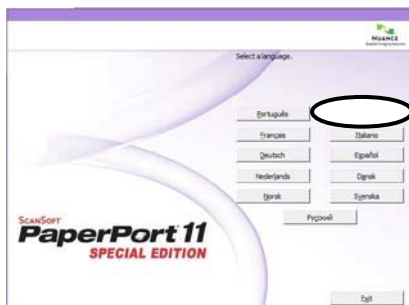 NUANCE
Select a language.
Português
Français Italiano
Deutsch Español
Nederlands Dansk
Norsk Svenska
Русский
SCANSOFT
PaperPort 11
SPECIAL EDITION
Exit